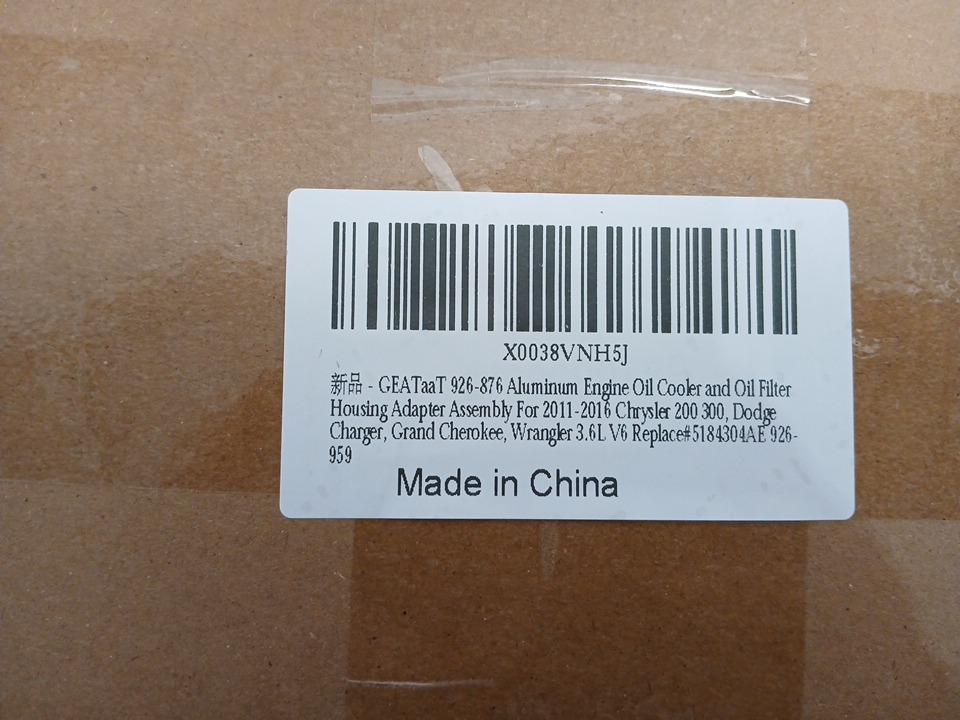 X0038VNH5J
新品 - GEATaaT 926-876 Aluminum Engine Oil Cooler and Oil Filter
Housing Adapter Assembly For 2011-2016 Chrysler 200 300, Dodge
Charger, Grand Cherokee, Wrangler 3.6L V6 Replace#5184304AE 926-
959
Made in China